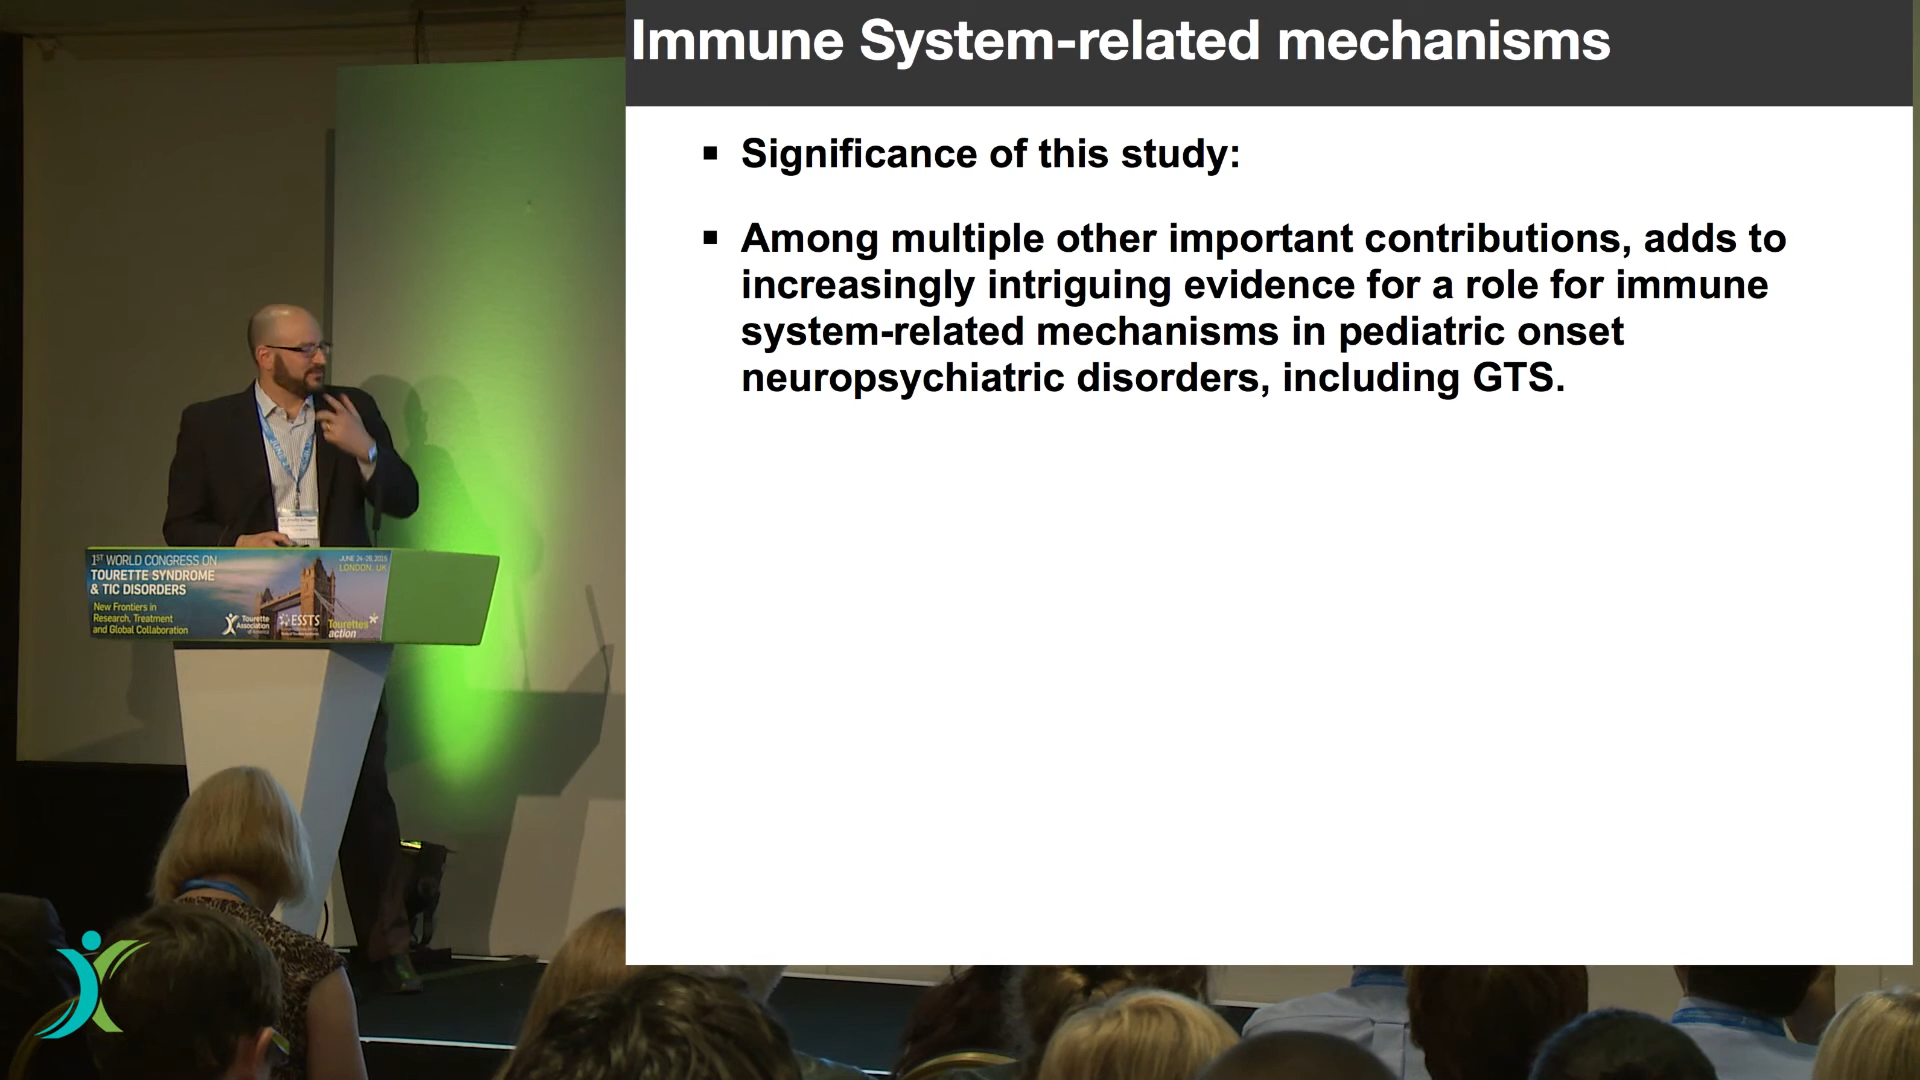 Immune System-related mechanisms
▪ Significance of this study:
▪ Among multiple other important contributions, adds to
increasingly intriguing evidence for a role for immune
system-related mechanisms in pediatric onset
neuropsychiatric disorders, including GTS.
1ST WORLD CONGRESS ON
TOURETTE SYNDROME
& TIC DISORDERS
New Frontiers in
Research, Treatment
and Global Collaboration
JUNE 24-26, 2015
LONDON, UK
Tourette
Association
ESSTS
Tourettes
action